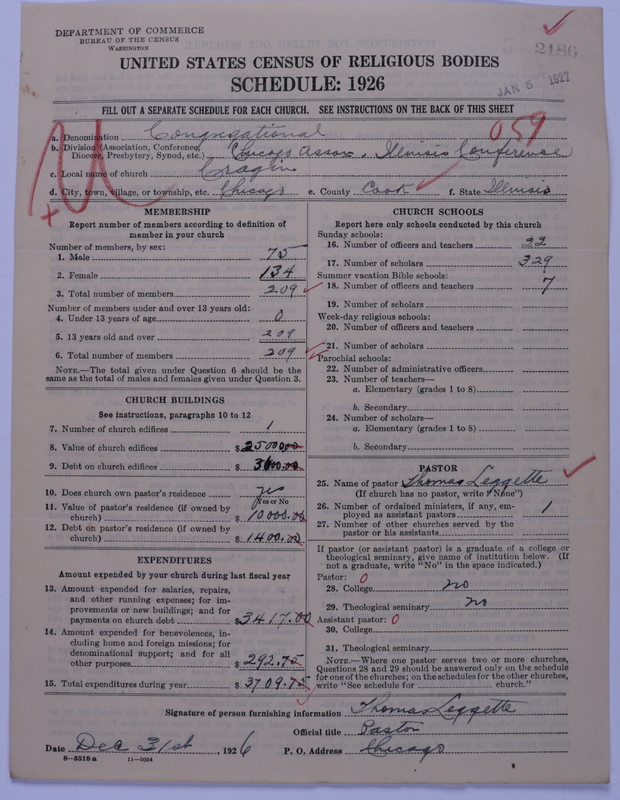 DEPARTMENT OF COMMERCE
BUREAU OF THE CENSUS
WASHINGTON
2186
JAN 5 1927
UNITED STATES CENSUS OF RELIGIOUS BODIES
SCHEDULE: 1926
FILL OUT A SEPARATE SCHEDULE FOR EACH CHURCH. SEE INSTRUCTIONS ON THE BACK OF THIS SHEET
059
a. Denomination Congregational
b. Division (Association, Conference, Diocese, Presbytery, Synod, etc.) Chicago Asson. Illinois Conference
c. Local name of church Cragin
d. City, town, village, or township, etc. Chicago e. County Cook f. State Illinois
MEMBERSHIP
Report number of members according to definition of
member in your church
Number of members, by sex:
1. Male 75
2. Female 134
3. Total number of members 209
Number of members under and over 13 years old:
4. Under 13 years of age 0
5. 13 years old and over 209
6. Total number of members 209
NOTE.—The total given under Question 6 should be the
same as the total of males and females given under Question 3.
CHURCH BUILDINGS
See instructions, paragraphs 10 to 12
7. Number of church edifices 1
8. Value of church edifices $25000.00
9. Debt on church edifices $3600.00
10. Does church own pastor's residence yes
Yes or No
11. Value of pastor's residence (if owned by
church) $10000.00
12. Debt on pastor's residence (if owned by
church) $1400.00
EXPENDITURES
Amount expended by your church during last fiscal year
13. Amount expended for salaries, repairs,
and other running expenses; for im-
provements or new buildings; and for
payments on church debt $3417.00
14. Amount expended for benevolences, in-
cluding home and foreign missions; for
denominational support; and for all
other purposes $292.75
15. Total expenditures during year $3709.75
CHURCH SCHOOLS
Report here only schools conducted by this church
Sunday schools:
16. Number of officers and teachers 22
17. Number of scholars 329
Summer vacation Bible schools:
18. Number of officers and teachers 7
19. Number of scholars
Week-day religious schools:
20. Number of officers and teachers
21. Number of scholars
Parochial schools:
22. Number of administrative officers
23. Number of teachers—
a. Elementary (grades 1 to 8)
b. Secondary
24. Number of scholars—
a. Elementary (grades 1 to 8)
b. Secondary
PASTOR
25. Name of pastor Thomas Leggette
(If church has no pastor, write "None")
26. Number of ordained ministers, if any, em-
ployed as assistant pastors 1
27. Number of other churches served by the
pastor or his assistants
If pastor (or assistant pastor) is a graduate of a college or
theological seminary, give name of institution below. (If
not a graduate, write "No" in the space indicated.)
Pastor: 0
28. College no
29. Theological seminary no
Assistant pastor: 0
30. College
31. Theological seminary
NOTE.—Where one pastor serves two or more churches,
Questions 28 and 29 should be answered only on the schedule
for one of the churches; on the schedules for the other churches,
write "See schedule for church."
Signature of person furnishing information Thomas Leggette
Official title Pastor
Date Dec 31st, 1926 P. O. Address Chicago
8—5518a 11—9054